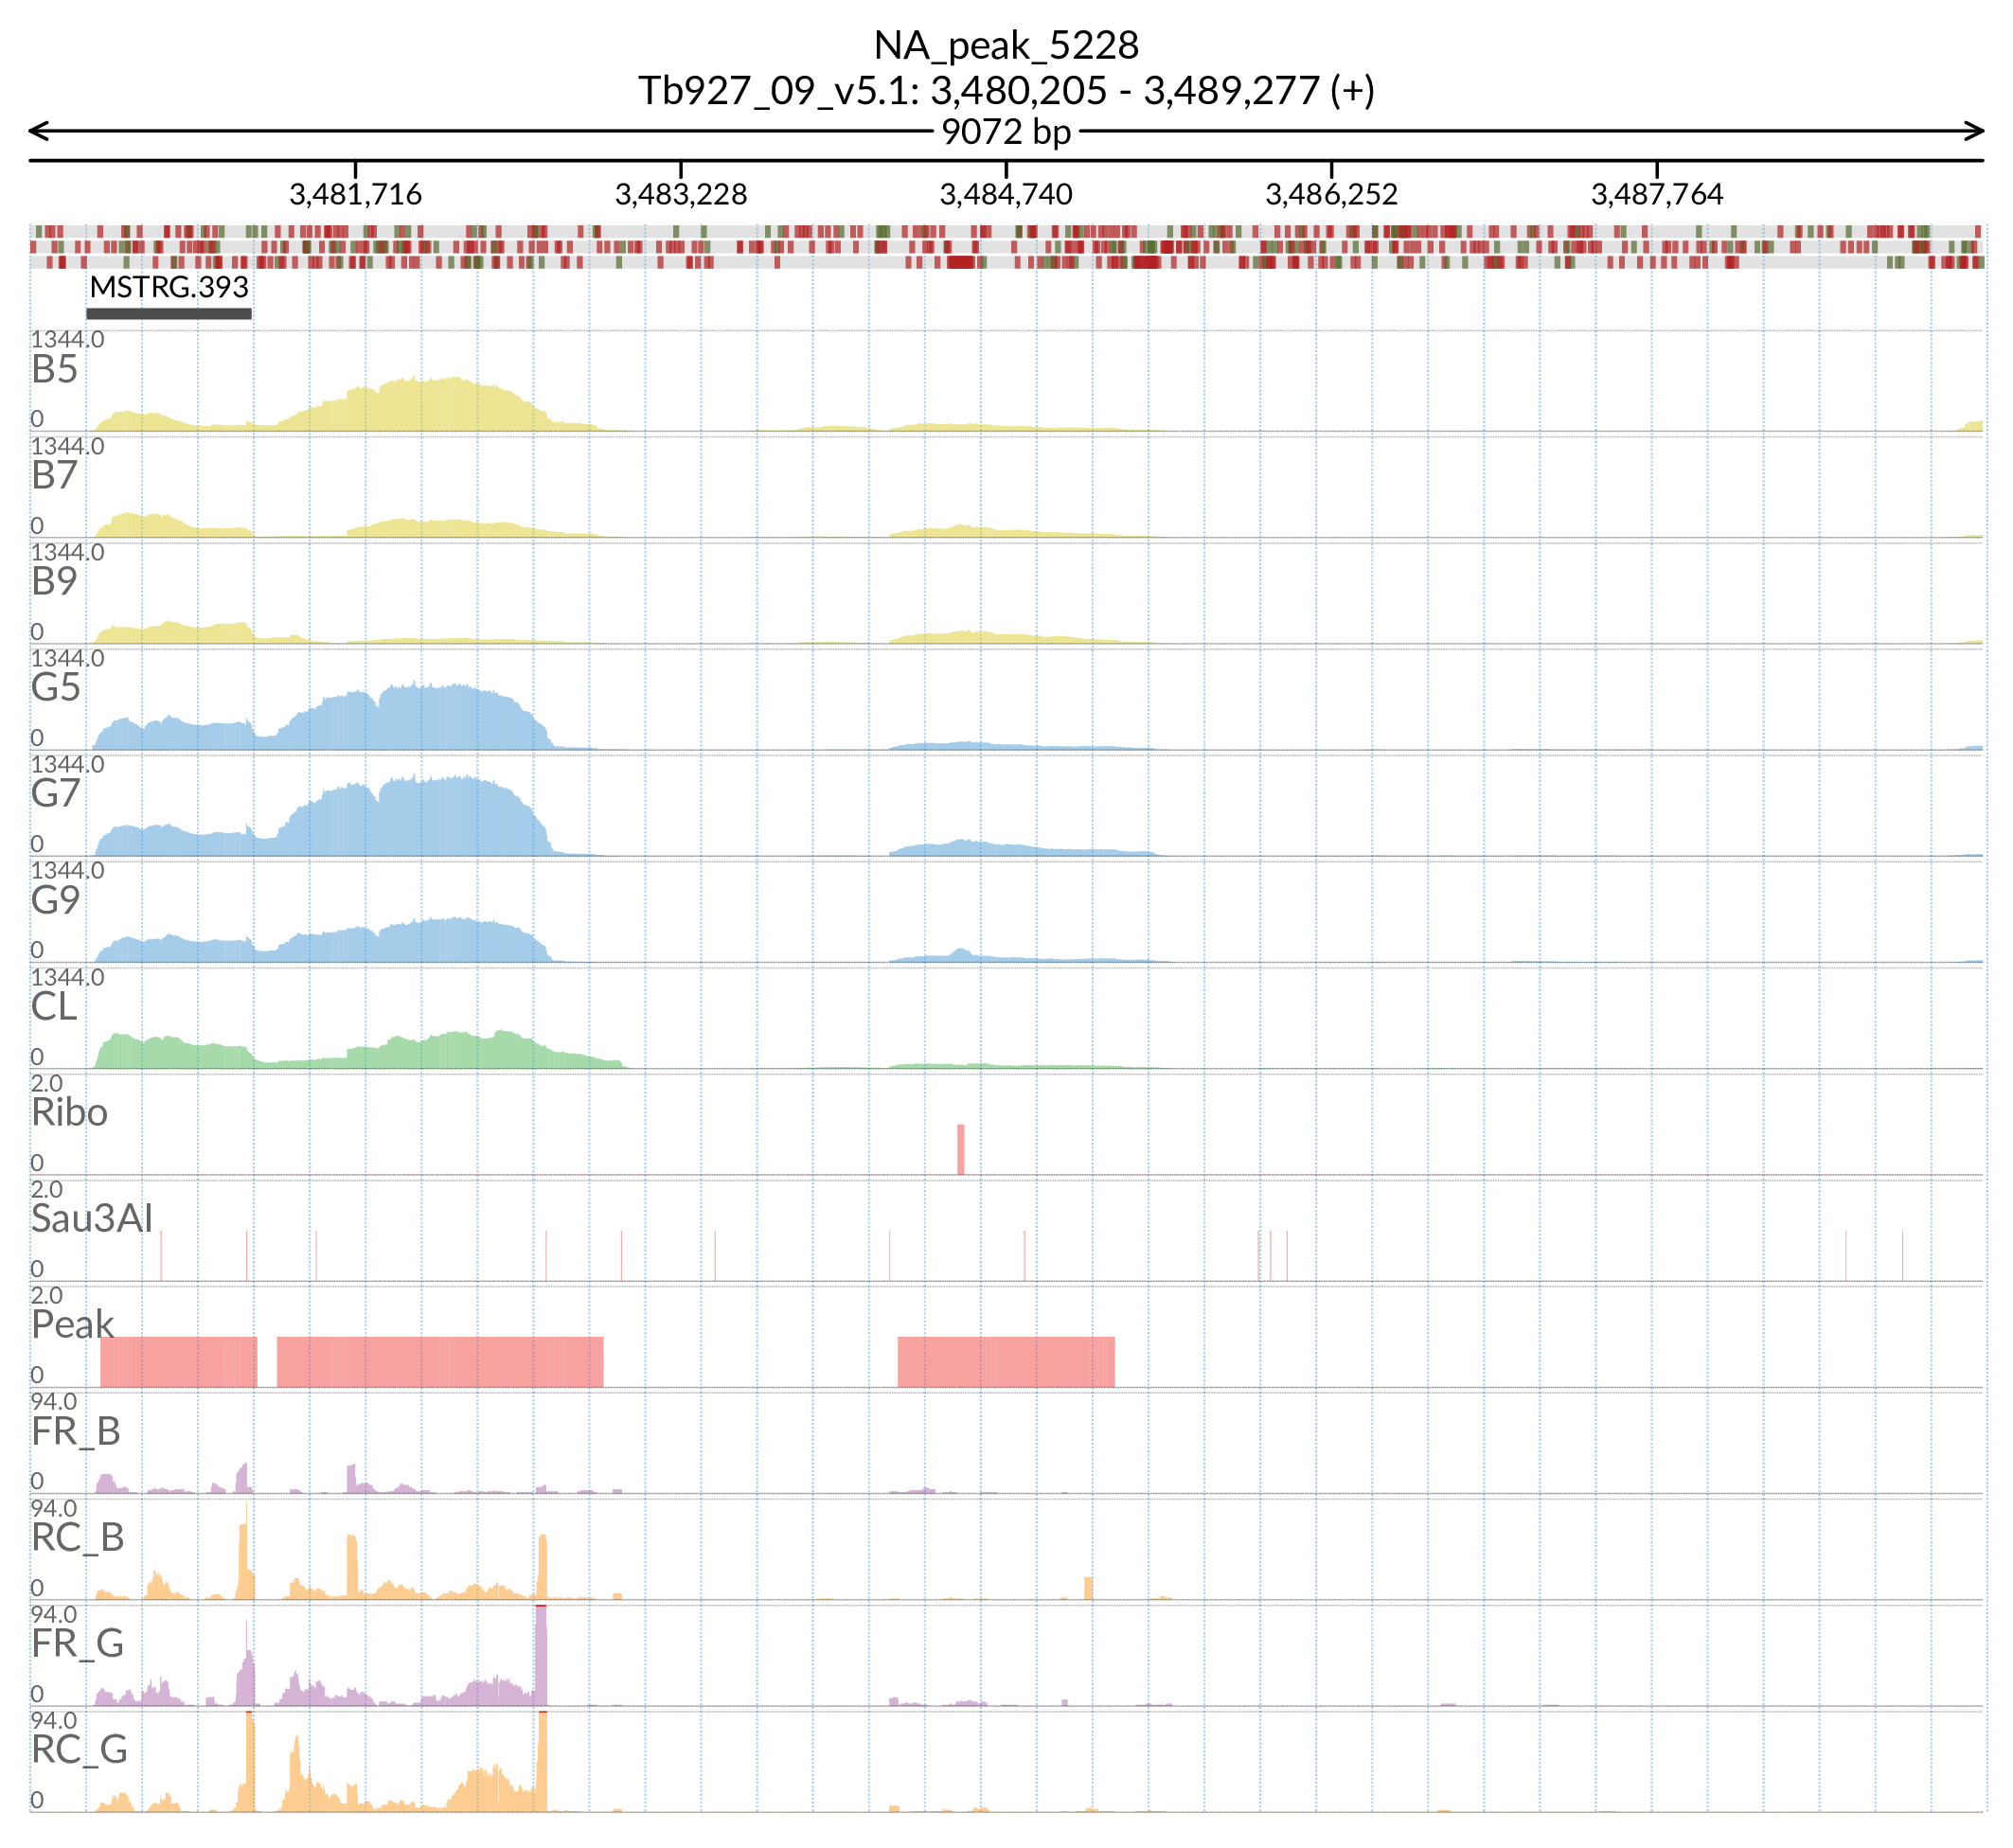 NA_peak_5228
Tb927_09_v5.1: 3,480,205 - 3,489,277 (+)
9072 bp
3,481,716 3,483,228 3,484,740 3,486,252 3,487,764
MSTRG.393
1344.0
B5
0
1344.0
B7
0
1344.0
B9
0
1344.0
G5
0
1344.0
G7
0
1344.0
G9
0
1344.0
CL
0
2.0
Ribo
0
2.0
Sau3AI
0
2.0
Peak
0
94.0
FR_B
0
94.0
RC_B
0
94.0
FR_G
0
94.0
RC_G
0